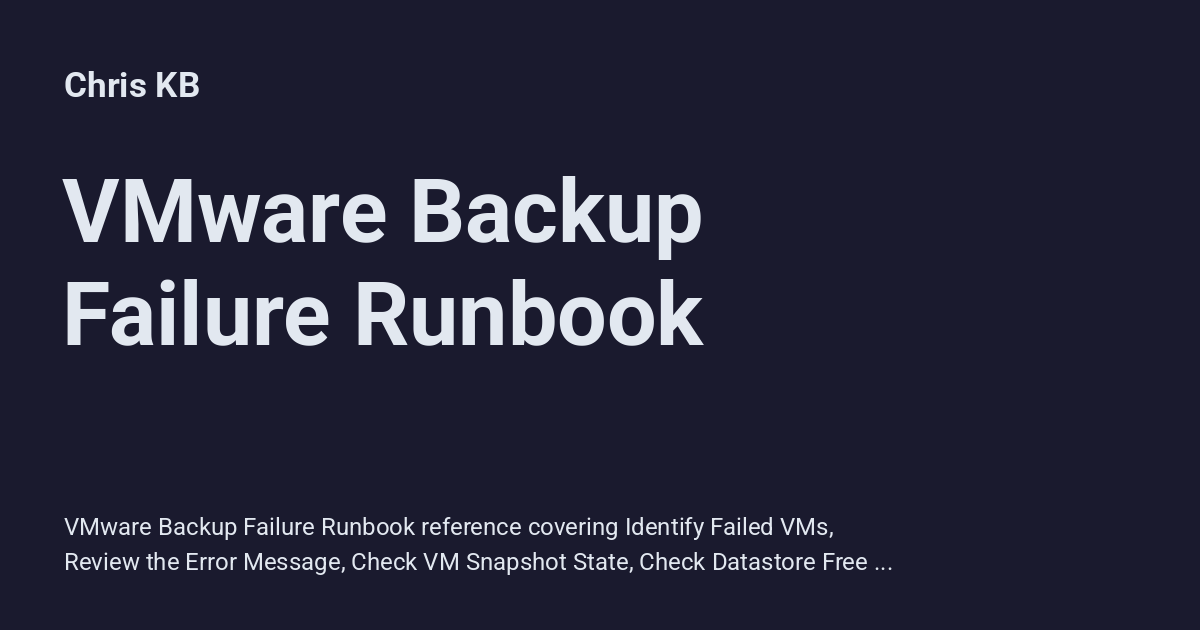 Chris KB
VMware Backup
Failure Runbook
VMware Backup Failure Runbook reference covering Identify Failed VMs,
Review the Error Message, Check VM Snapshot State, Check Datastore Free ...